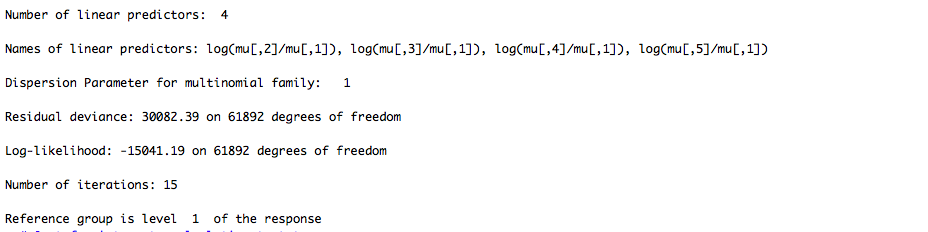 Number of linear predictors:  4
Names of linear predictors: log(mu[,2]/mu[,1]), log(mu[,3]/mu[,1]), log(mu[,4]/mu[,1]), log(mu[,5]/mu[,1])
Dispersion Parameter for multinomial family:   1
Residual deviance: 30082.39 on 61892 degrees of freedom
Log-likelihood: -15041.19 on 61892 degrees of freedom
Number of iterations: 15
Reference group is level  1  of the response